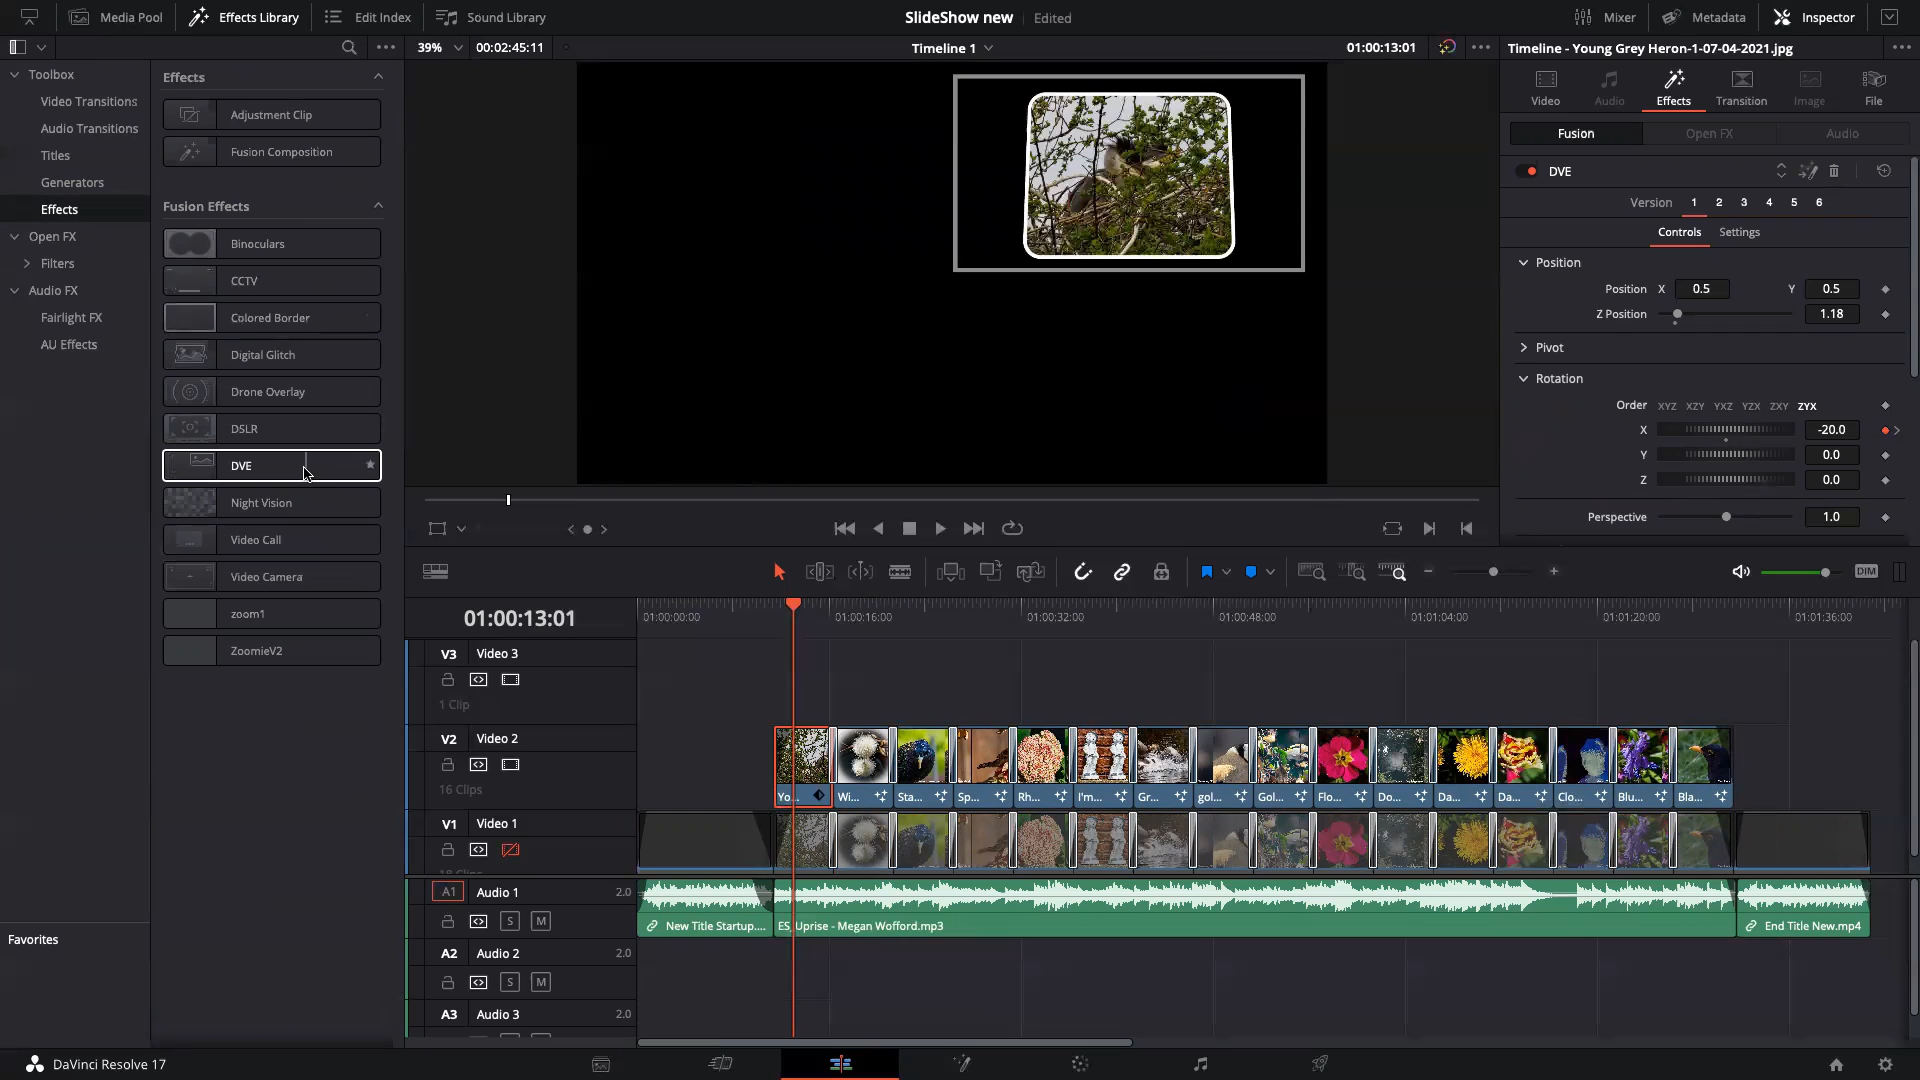 Media Pool
Effects Library
Edit Index
Sound Library
SlideShow new
Edited
Mixer
Metadata
Inspector
39%
00:02:45:11
Timeline 1
01:00:13:01
Timeline - Young Grey Heron-1-07-04-2021.jpg
Toolbox
Video Transitions
Audio Transitions
Titles
Generators
Effects
Open FX
Filters
Audio FX
Fairlight FX
AU Effects
Favorites
Effects
Adjustment Clip
Fusion Composition
Fusion Effects
Binoculars
CCTV
Colored Border
Digital Glitch
Drone Overlay
DSLR
DVE
Night Vision
Video Call
Video Camera
zoom1
ZoomieV2
Video
Audio
Effects
Transition
Image
File
Fusion
Open FX
Audio
DVE
Version 1 2 3 4 5 6
Controls
Settings
Position
Position X 0.5 Y 0.5
Z Position 1.18
Pivot
Rotation
Order XYZ XZY YXZ YZX ZXY ZYX
X -20.0
Y 0.0
Z 0.0
Perspective 1.0
DIM
01:00:13:01
01:00:00:00
01:00:16:00
01:00:32:00
01:00:48:00
01:01:04:00
01:01:20:00
01:01:36:00
V3 Video 3
1 Clip
V2 Video 2
16 Clips
Yo...
Wi...
Sta...
Sp...
Rh...
I'm...
Gr...
gol...
Gol...
Flo...
Do...
Da...
Da...
Clo...
Blu...
Bla...
V1 Video 1
A1 Audio 1 2.0
S M
New Title Startup....
ES_Uprise - Megan Wofford.mp3
End Title New.mp4
A2 Audio 2 2.0
S M
A3 Audio 3 2.0
DaVinci Resolve 17